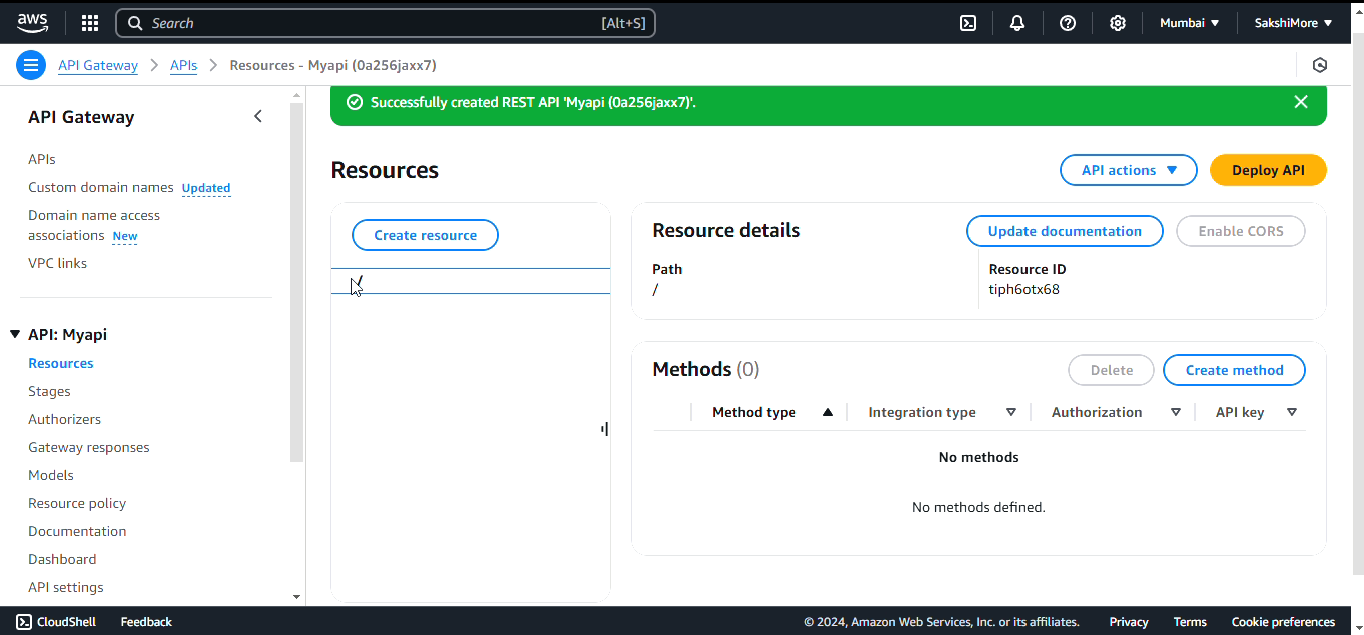 aws
Search
[Alt+S]
Mumbai ▼
SakshiMore ▼
API Gateway > APIs > Resources - Myapi (0a256jaxx7)
API Gateway
APIs
Custom domain names Updated
Domain name access
associations New
VPC links
▼ API: Myapi
Resources
Stages
Authorizers
Gateway responses
Models
Resource policy
Documentation
Dashboard
API settings
Successfully created REST API 'Myapi (0a256jaxx7)'.
Resources
API actions ▼
Deploy API
Create resource
/
Resource details
Update documentation
Enable CORS
Path
/
Resource ID
tiph6otx68
Methods (0)
Delete
Create method
Method type ▲ Integration type ▽ Authorization ▽ API key ▽
No methods
No methods defined.
CloudShell
Feedback
© 2024, Amazon Web Services, Inc. or its affiliates.
Privacy
Terms
Cookie preferences